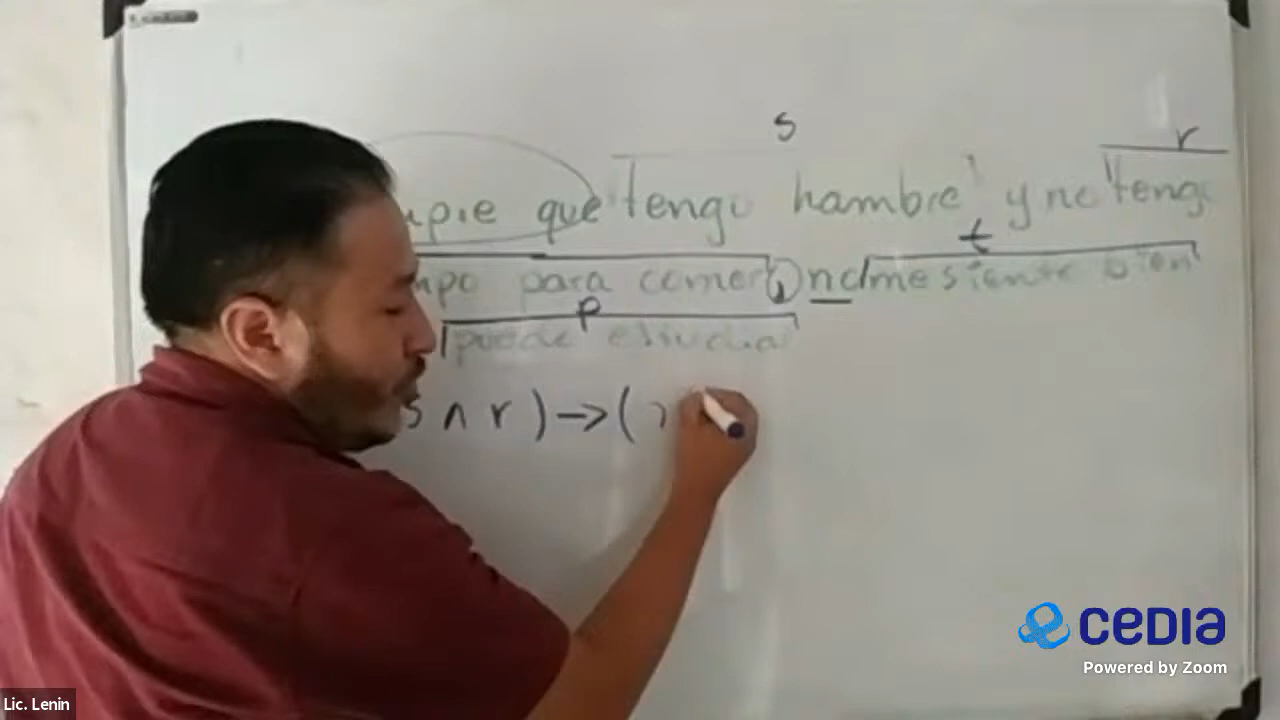 s r
que "tengo hambre" y no "tengo
t
para comer", no "me siento bien"
p
"puede estudiar
s ∧ r ) → (
cedia
Powered by Zoom
Lic. Lenin